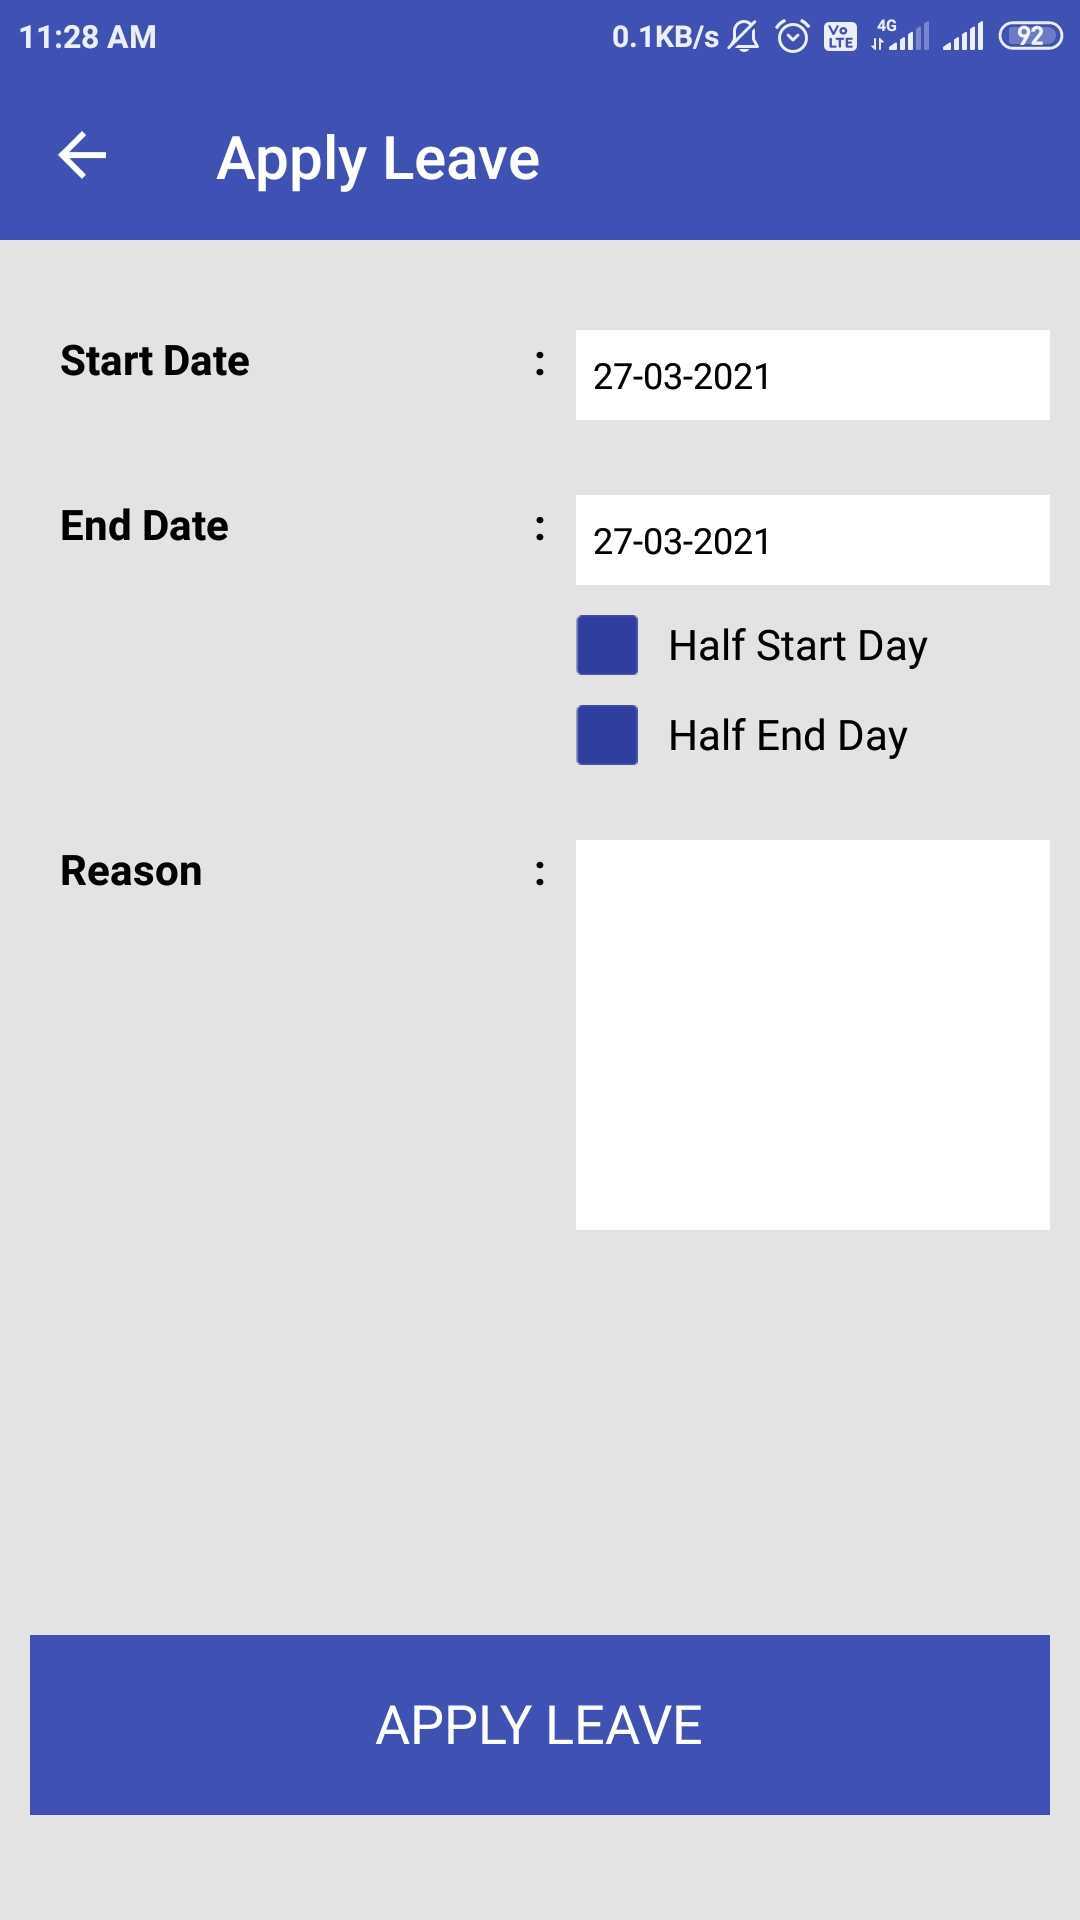 11:28 AM 0.1KB/s Vo LTE 4G 92
Apply Leave
Start Date : 27-03-2021
End Date : 27-03-2021
Half Start Day
Half End Day
Reason :
APPLY LEAVE